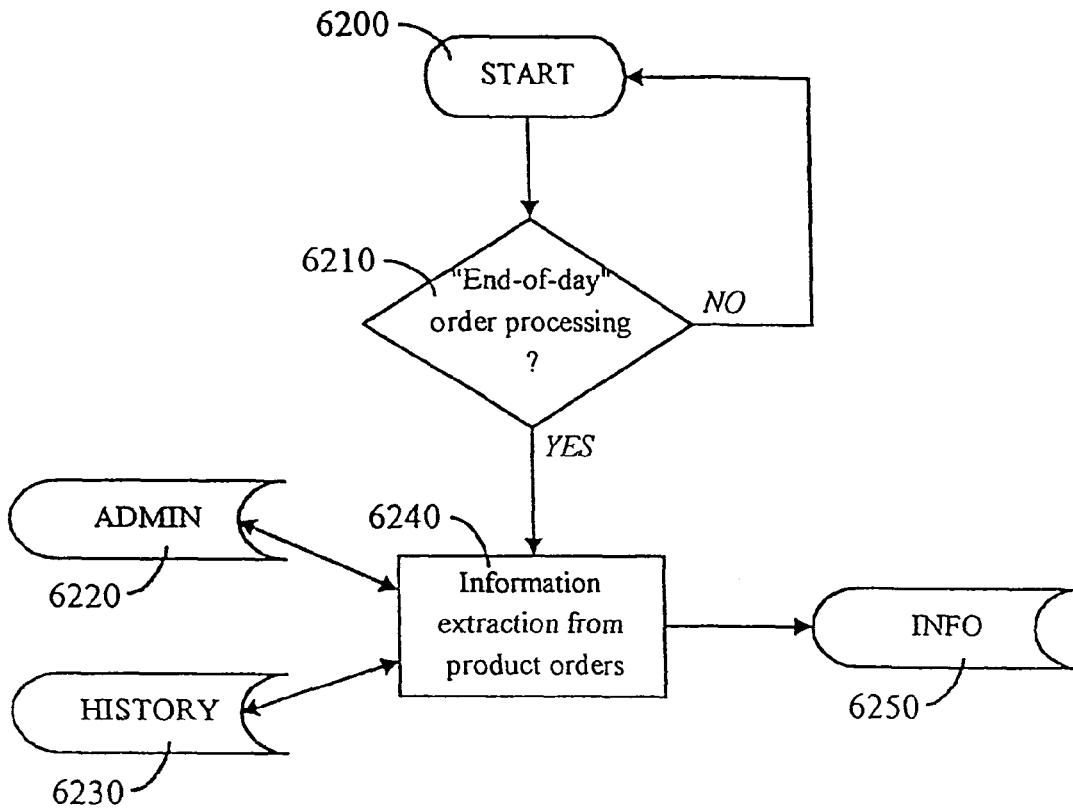 6200
START
6210
"End-of-day"
order processing
?
NO
YES
ADMIN
6220
6240
Information
extraction from
product orders
INFO
6250
HISTORY
6230